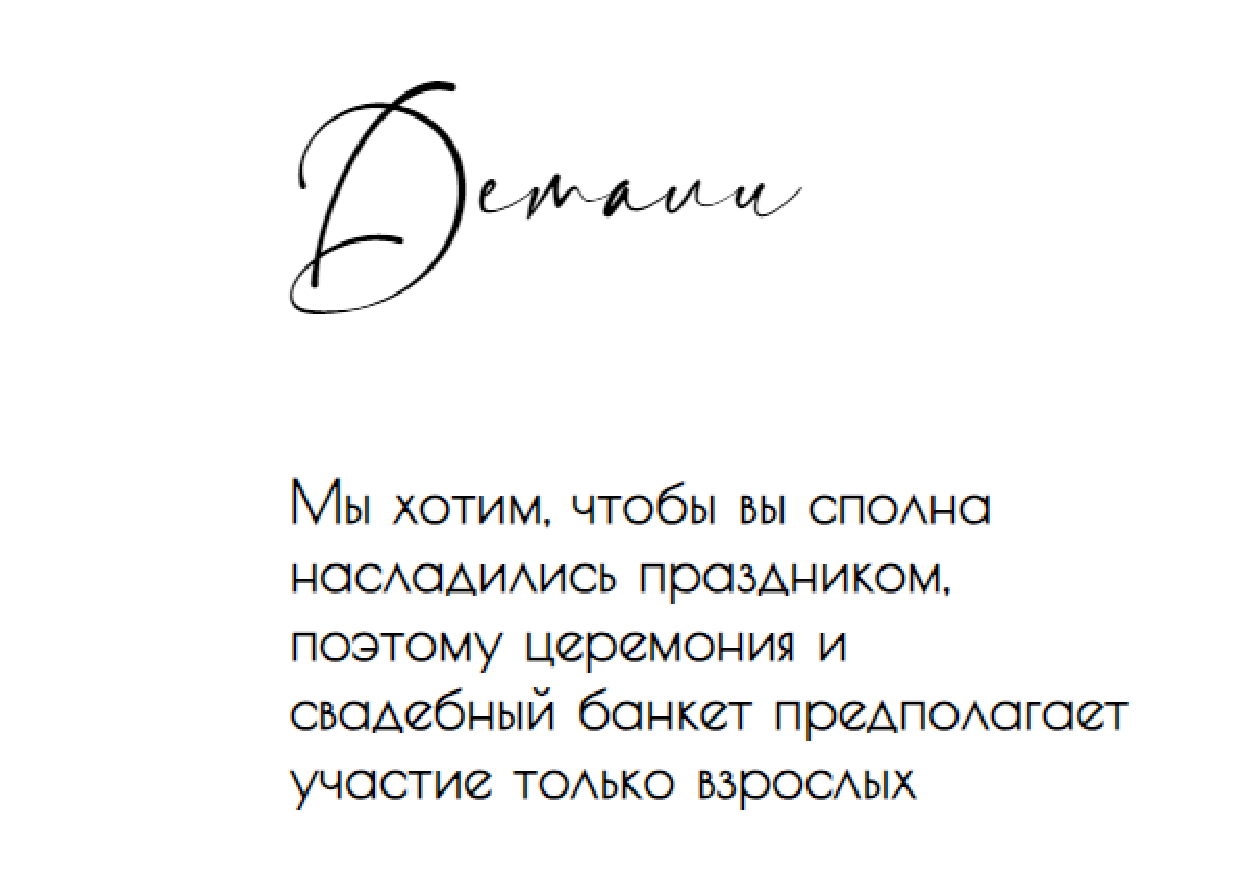 Детали
Мы хотим, чтобы вы сполна
насладились праздником,
поэтому церемония и
свадебный банкет предполагает
участие только взрослых